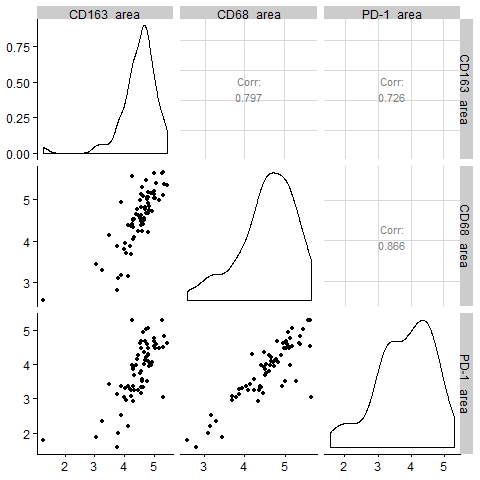 CD163 area CD68 area PD-1 area
0.75
0.50
0.25
0.00
Corr:
0.797
Corr:
0.726
CD163 area
5
4
3
Corr:
0.866
CD68 area
5
4
3
2
PD-1 area
2 3 4 5 3 4 5 2 3 4 5